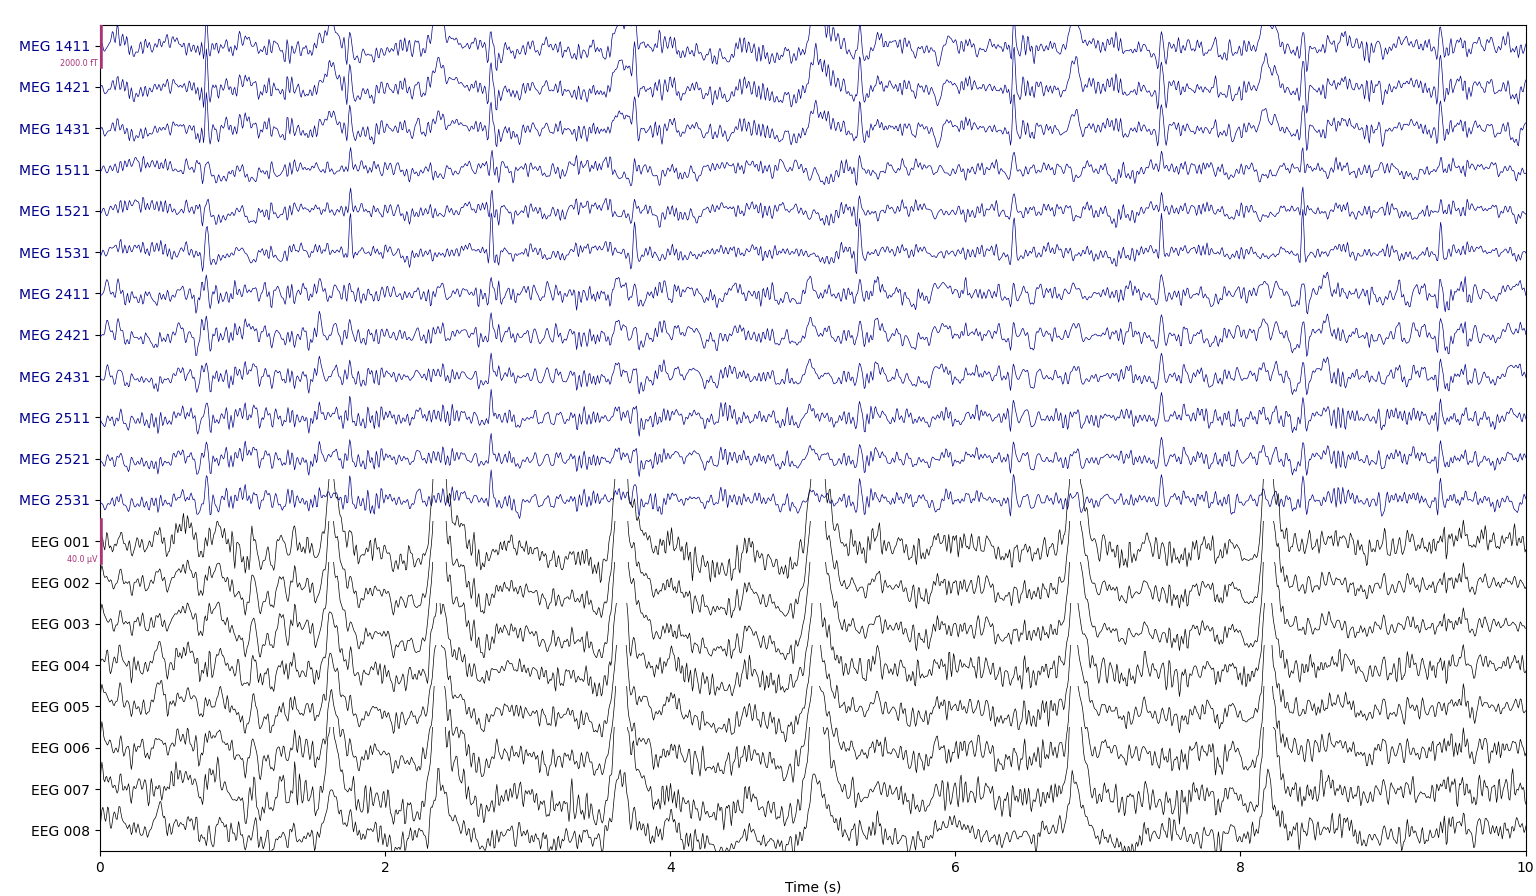 MEG 1411
2000.0 fT
MEG 1421
MEG 1431
MEG 1511
MEG 1521
MEG 1531
MEG 2411
MEG 2421
MEG 2431
MEG 2511
MEG 2521
MEG 2531
EEG 001
40.0 µV
EEG 002
EEG 003
EEG 004
EEG 005
EEG 006
EEG 007
EEG 008
0 2 4 6 8 10
Time (s)